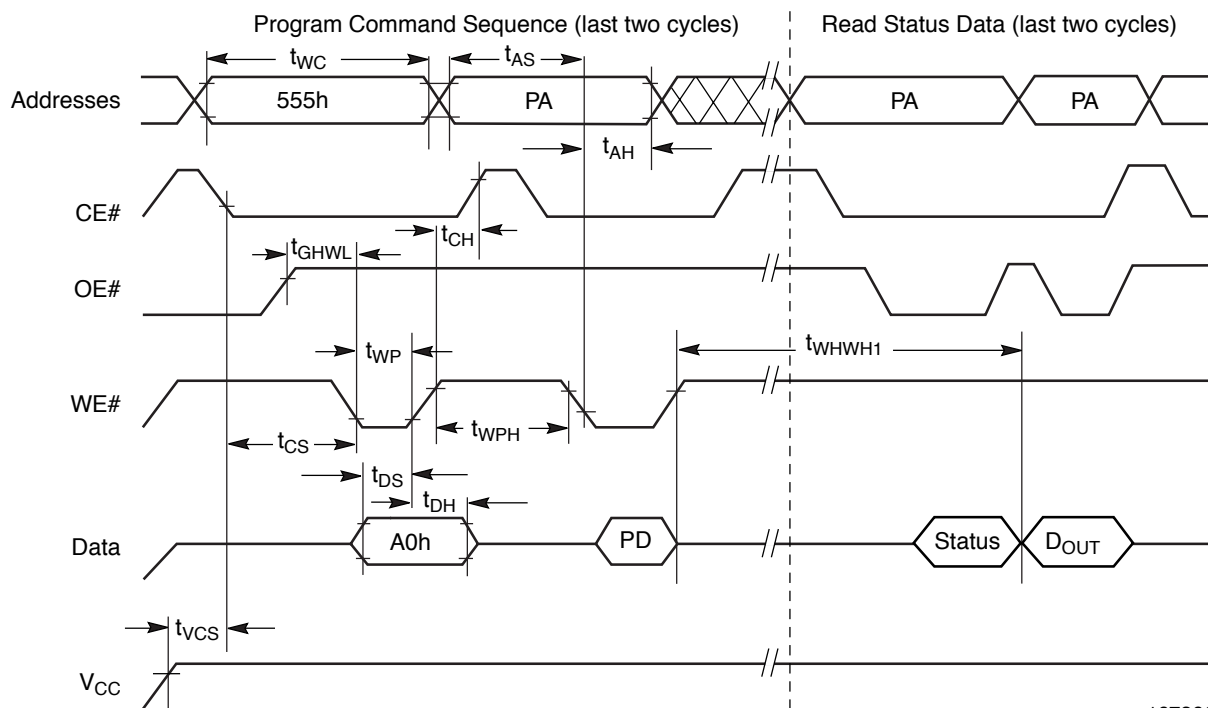 Program Command Sequence (last two cycles) Read Status Data (last two cycles)
tWC tAS
Addresses 555h PA PA PA
tAH
CE#
tCH
tGHWL
OE#
tWP tWHWH1
WE#
tWPH
tCS
tDS
tDH
Data A0h PD Status DOUT
tVCS
VCC